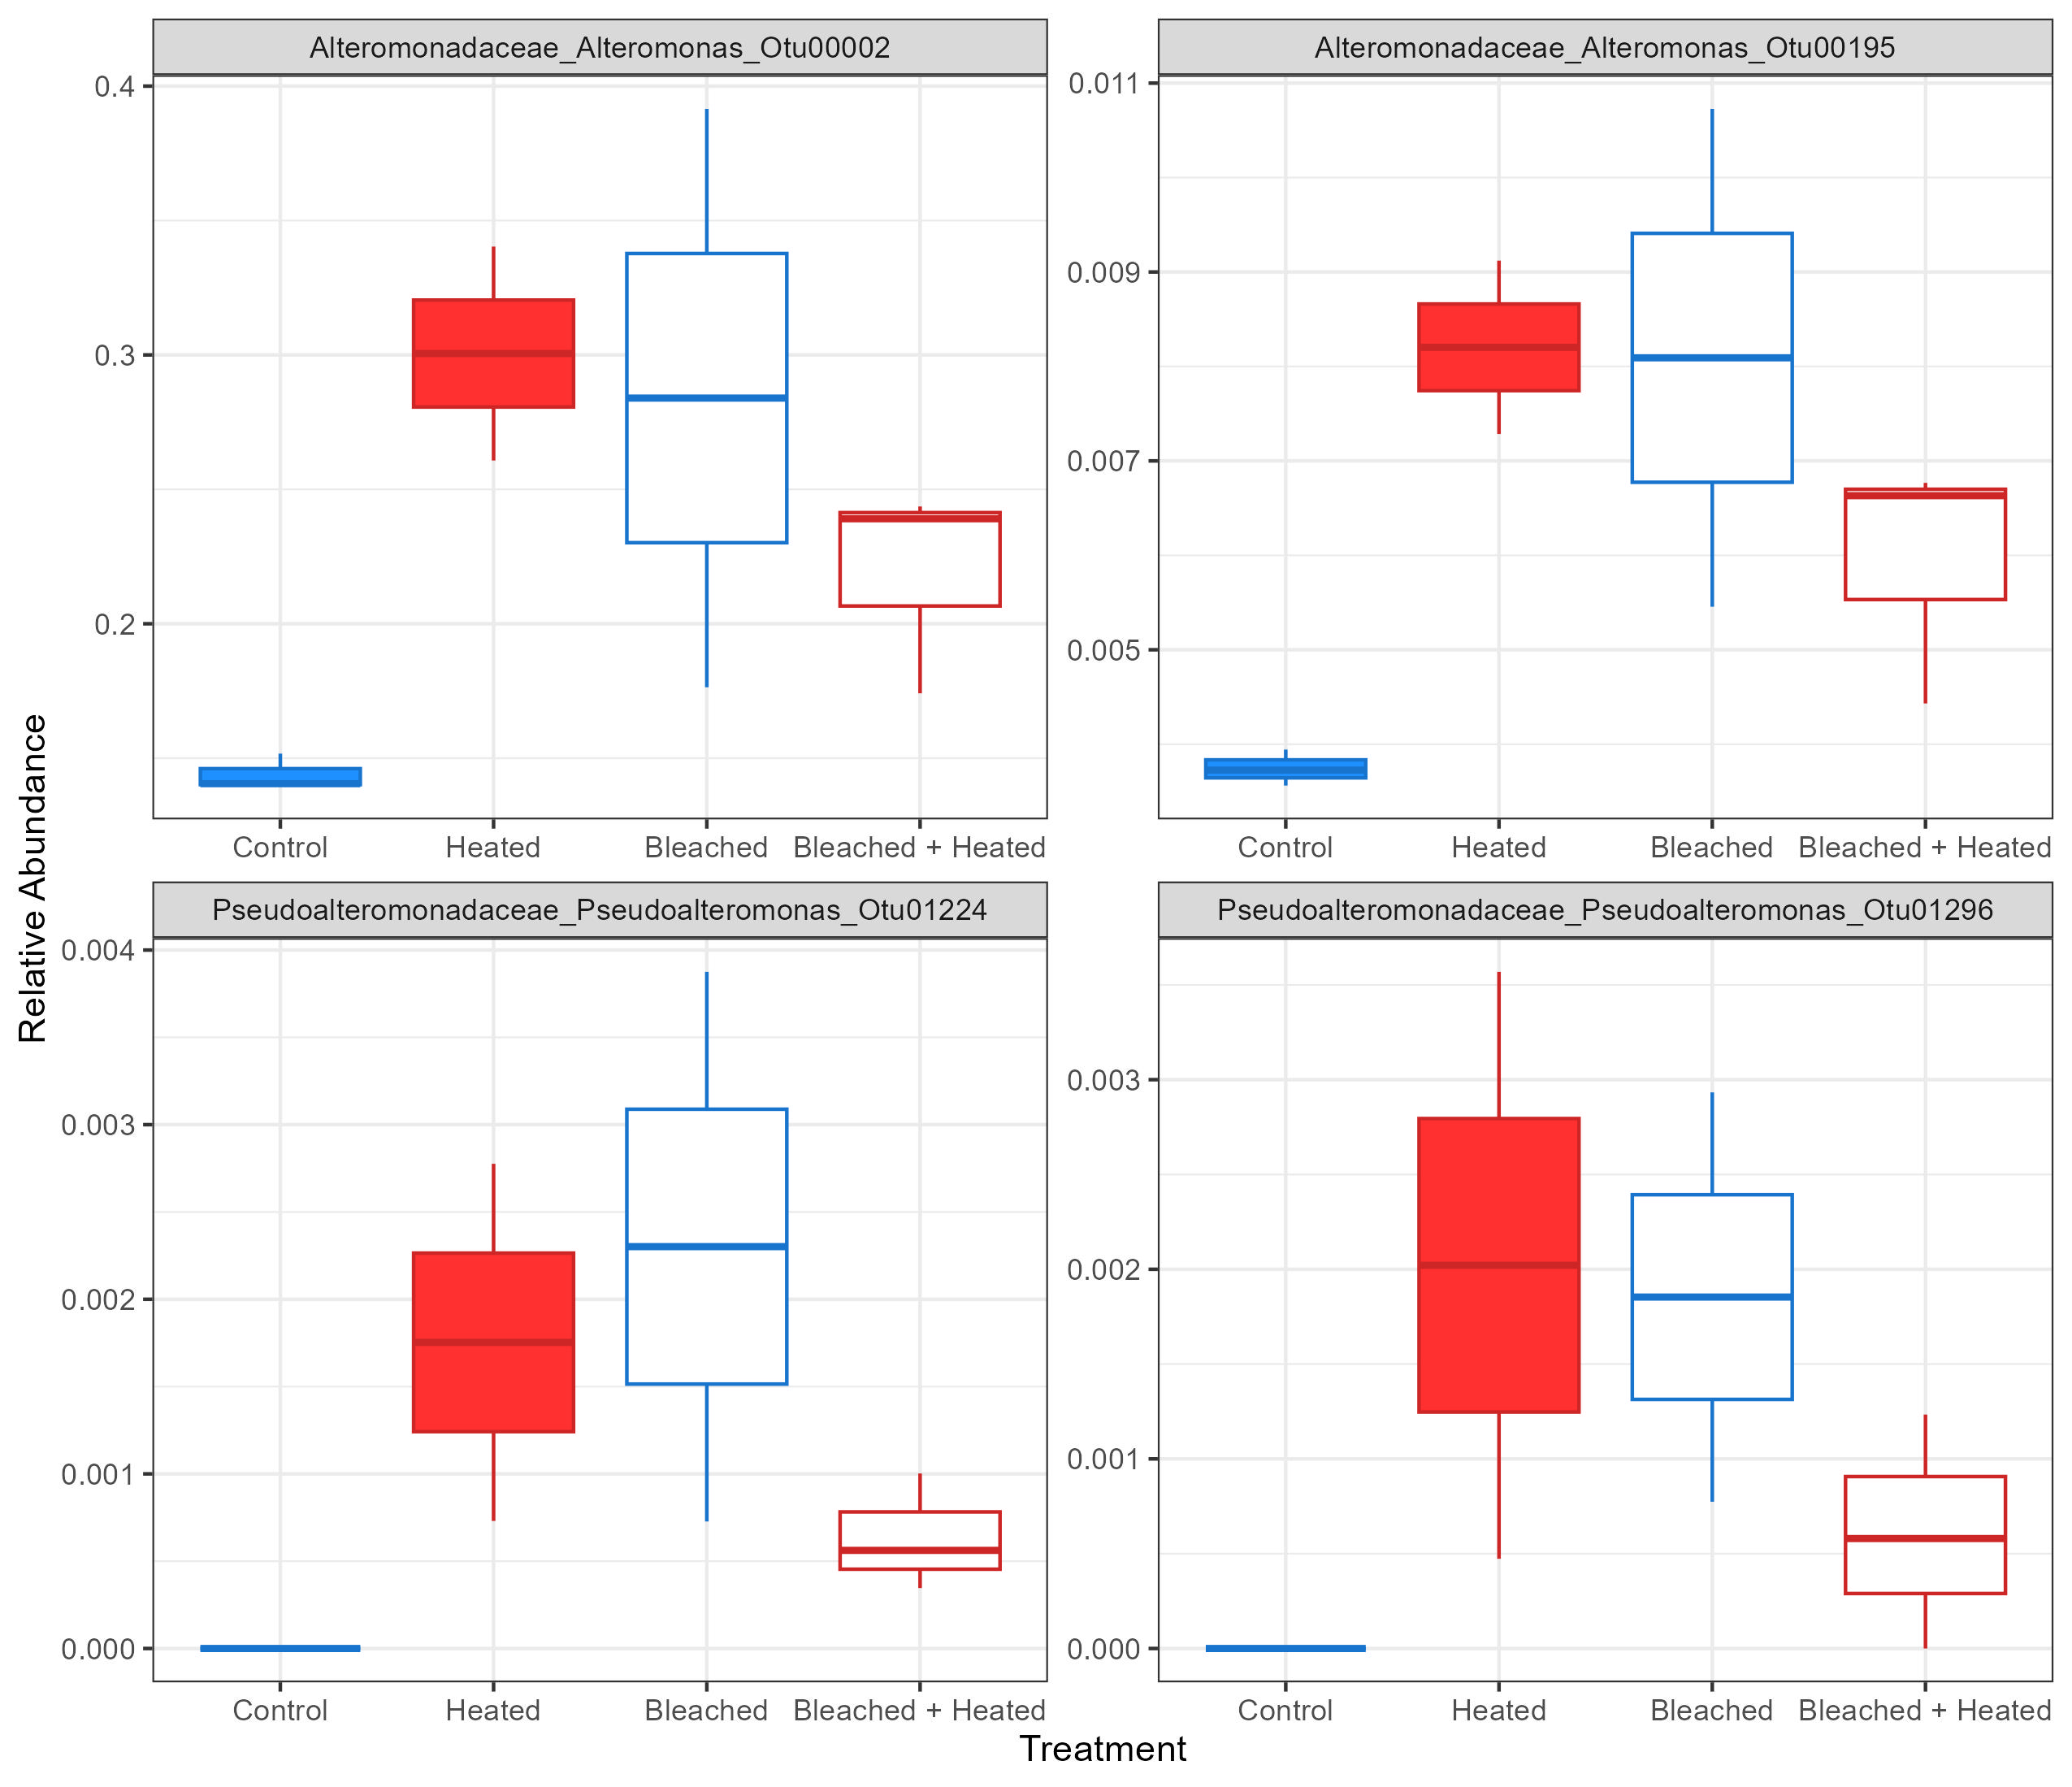 Alteromonadaceae_Alteromonas_Otu00002
0.4
0.3
0.2
Control Heated Bleached Bleached + Heated
Alteromonadaceae_Alteromonas_Otu00195
0.011
0.009
0.007
0.005
Control Heated Bleached Bleached + Heated
Relative Abundance
Pseudoalteromonadaceae_Pseudoalteromonas_Otu01224
0.004
0.003
0.002
0.001
0.000
Control Heated Bleached Bleached + Heated
Pseudoalteromonadaceae_Pseudoalteromonas_Otu01296
0.003
0.002
0.001
0.000
Control Heated Bleached Bleached + Heated
Treatment